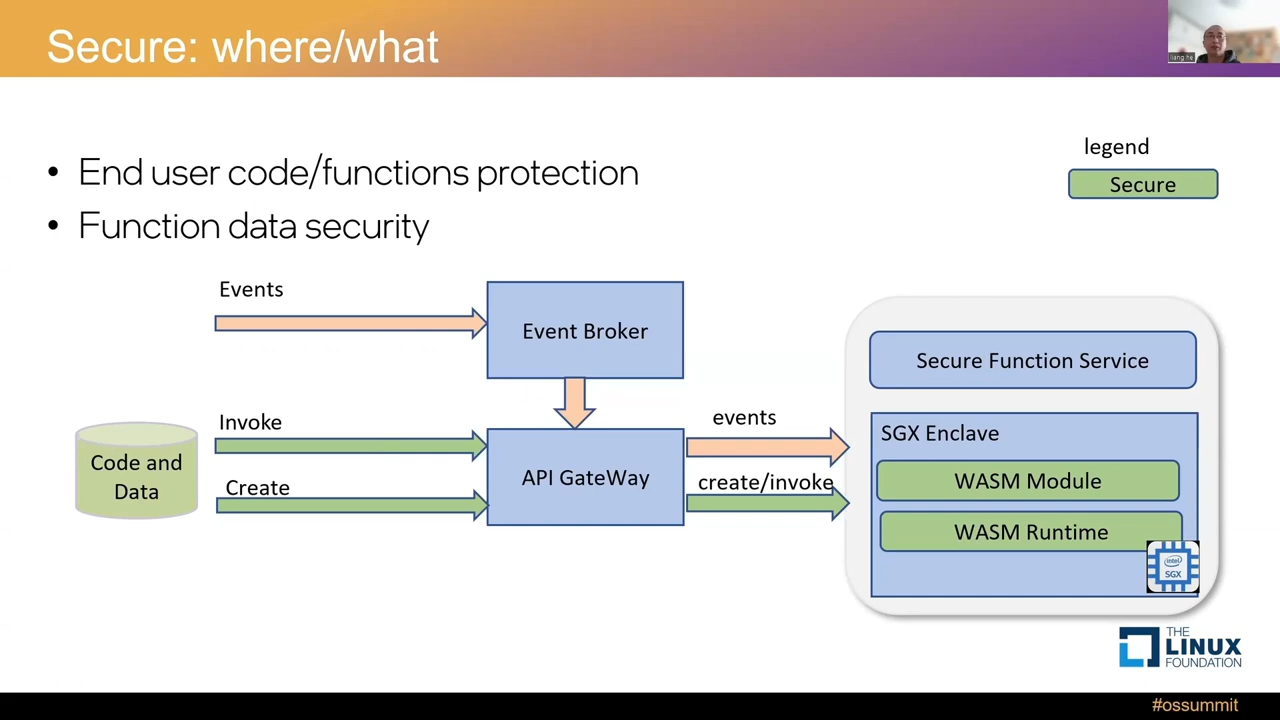 Secure: where/what
liang he
• End user code/functions protection
• Function data security
legend
Secure
Events
Event Broker
Secure Function Service
Invoke
events
SGX Enclave
Code and
Data
API GateWay
Create
create/invoke
WASM Module
WASM Runtime
intel
SGX
THE
LINUX
FOUNDATION
#ossummit